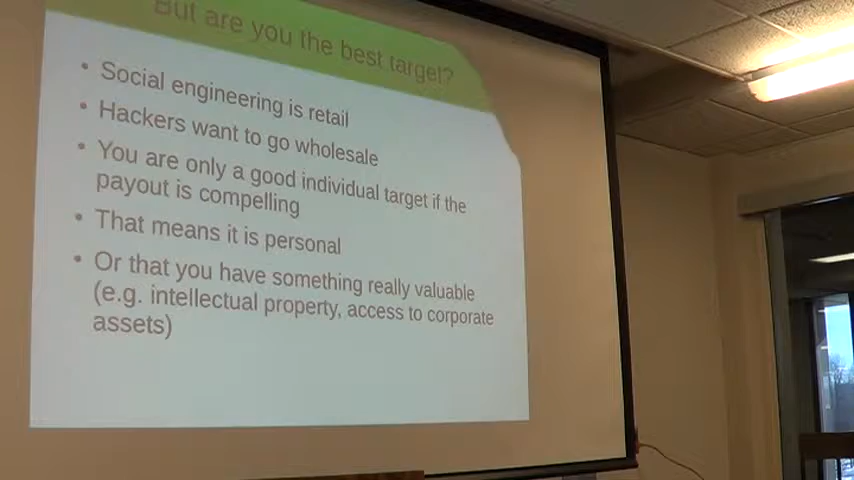 But are you the best target?
• Social engineering is retail
• Hackers want to go wholesale
• You are only a good individual target if the
payout is compelling
• That means it is personal
• Or that you have something really valuable
(e.g. intellectual property, access to corporate
assets)